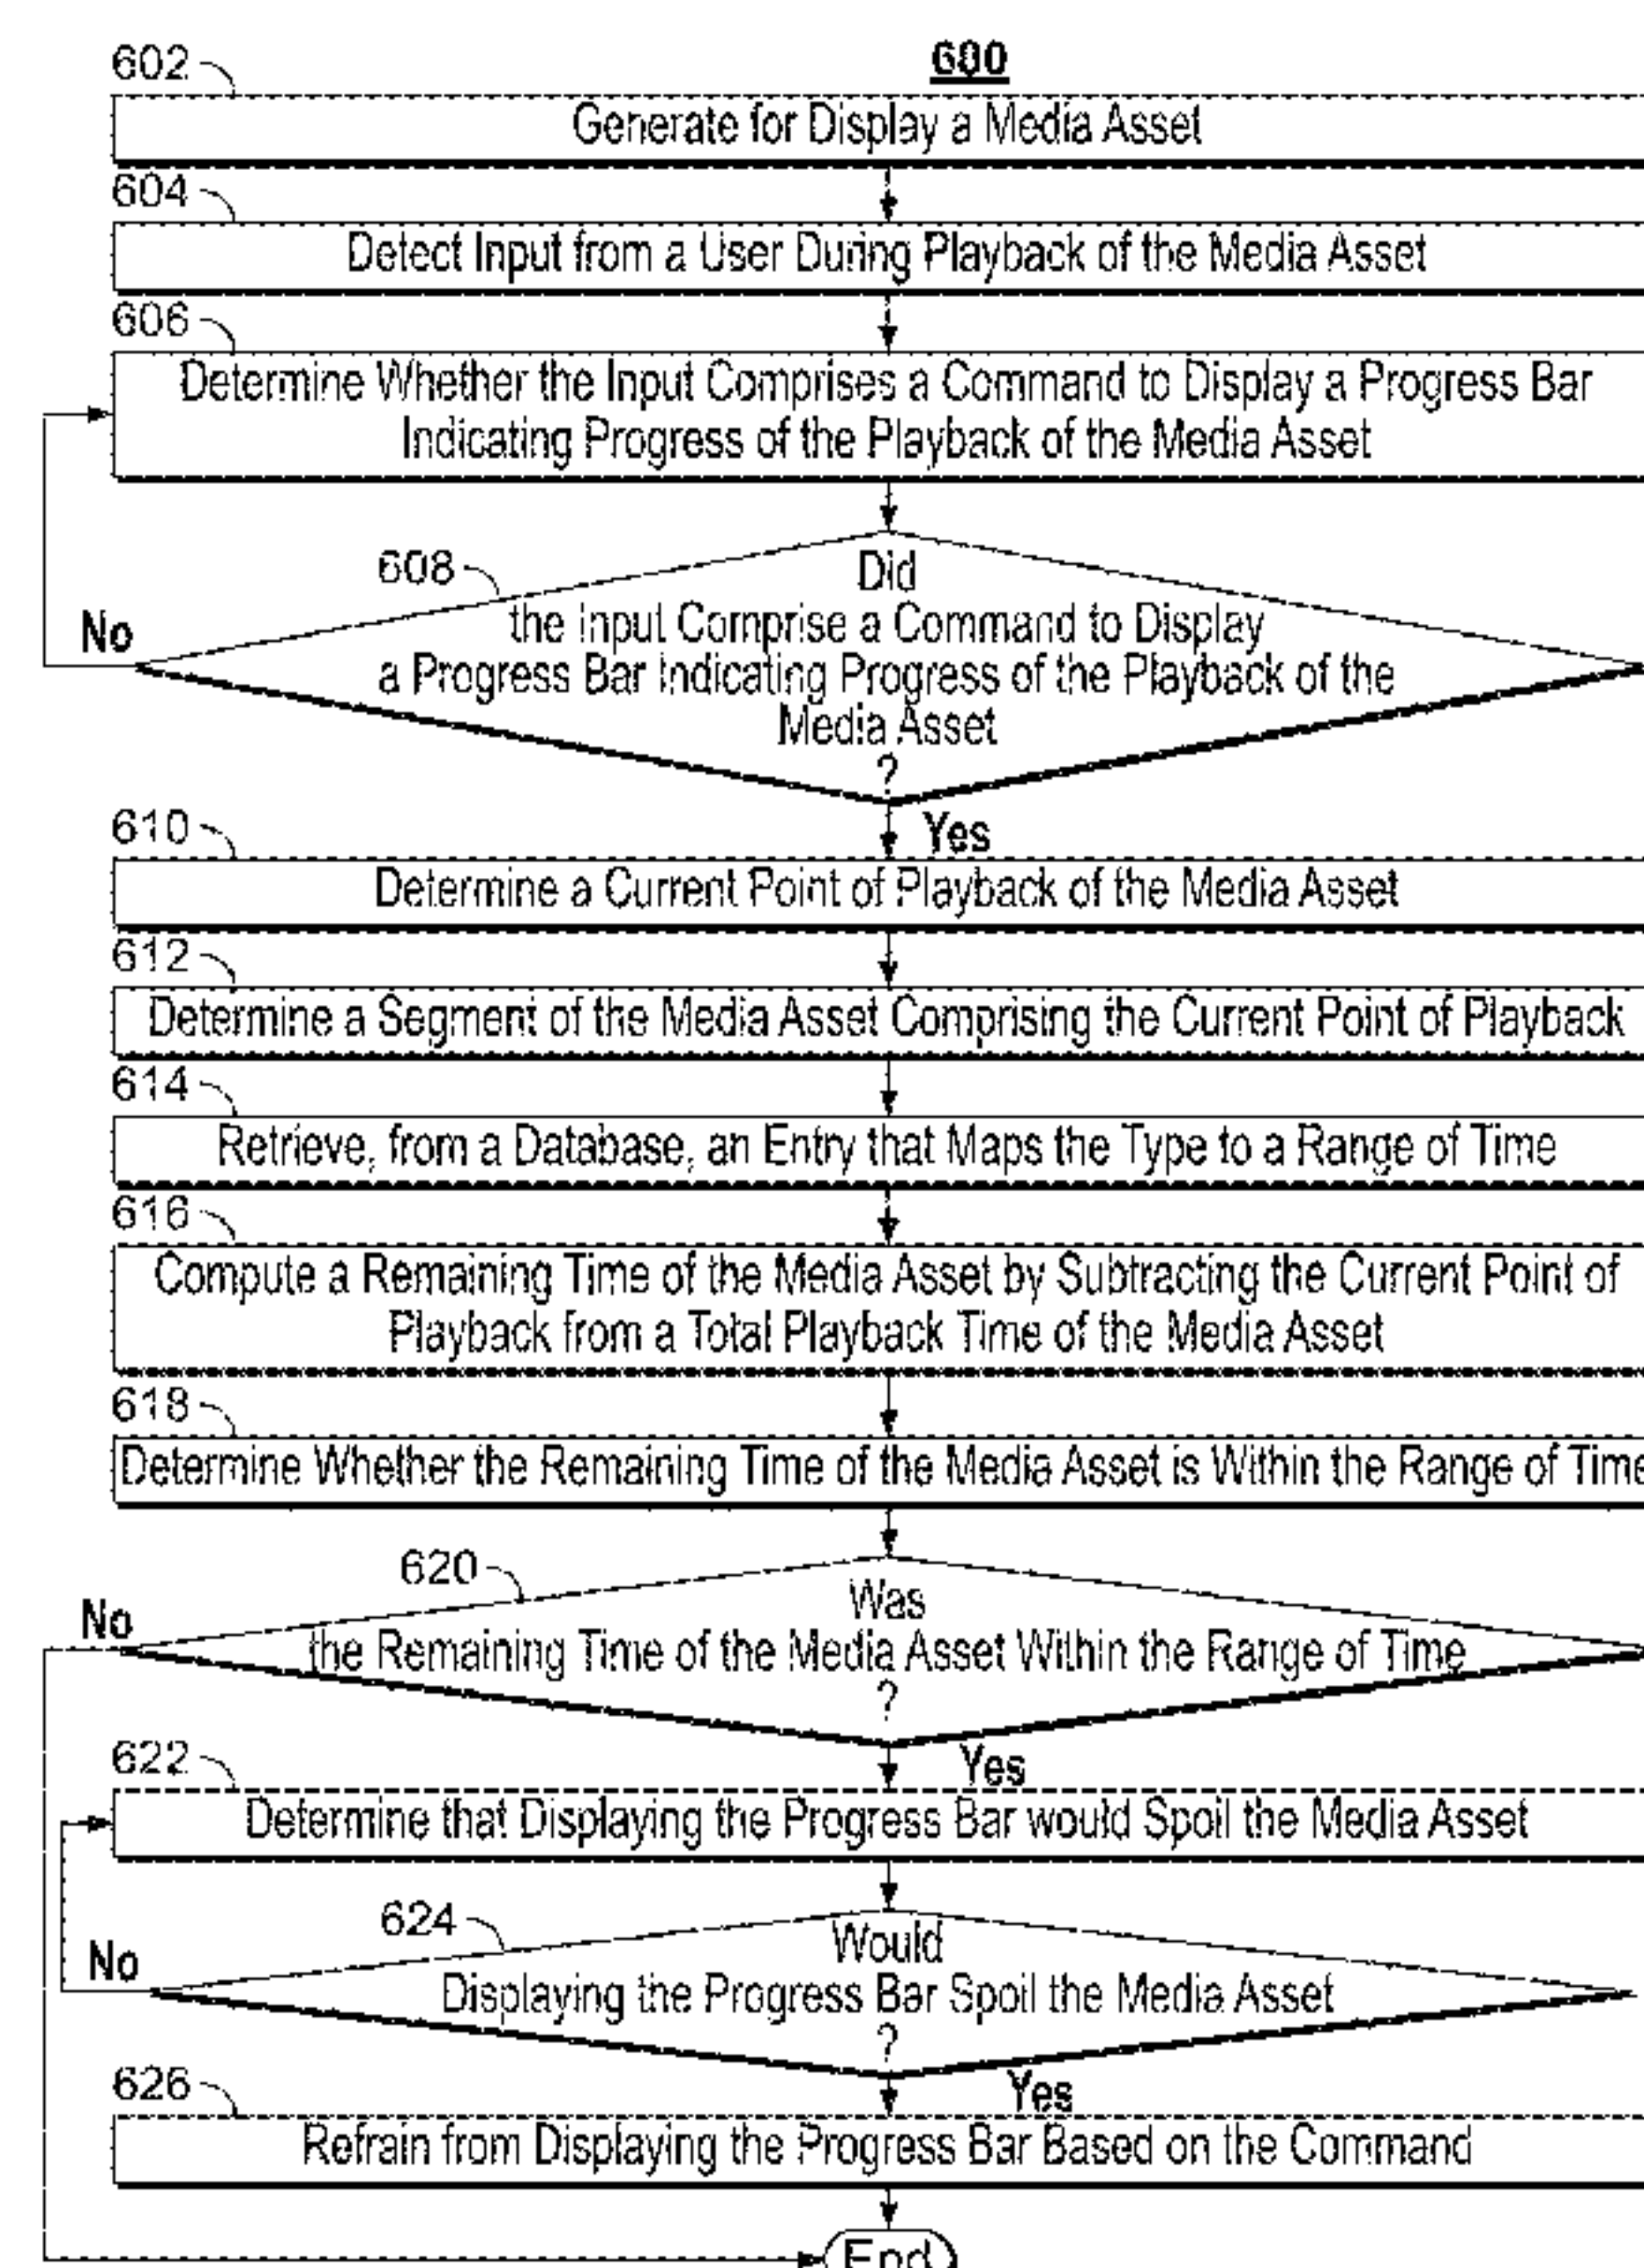 600
602
Generate for Display a Media Asset
604
Detect Input from a User During Playback of the Media Asset
606
Determine Whether the Input Comprises a Command to Display a Progress Bar
Indicating Progress of the Playback of the Media Asset
608
Did
the Input Comprise a Command to Display
a Progress Bar Indicating Progress of the Playback of the
Media Asset
?
No
Yes
610
Determine a Current Point of Playback of the Media Asset
612
Determine a Segment of the Media Asset Comprising the Current Point of Playback
614
Retrieve, from a Database, an Entry that Maps the Type to a Range of Time
616
Compute a Remaining Time of the Media Asset by Subtracting the Current Point of
Playback from a Total Playback Time of the Media Asset
618
Determine Whether the Remaining Time of the Media Asset is Within the Range of Time
620
Was
the Remaining Time of the Media Asset Within the Range of Time
?
No
Yes
622
Determine that Displaying the Progress Bar would Spoil the Media Asset
624
Would
Displaying the Progress Bar Spoil the Media Asset
?
No
Yes
626
Refrain from Displaying the Progress Bar Based on the Command
End